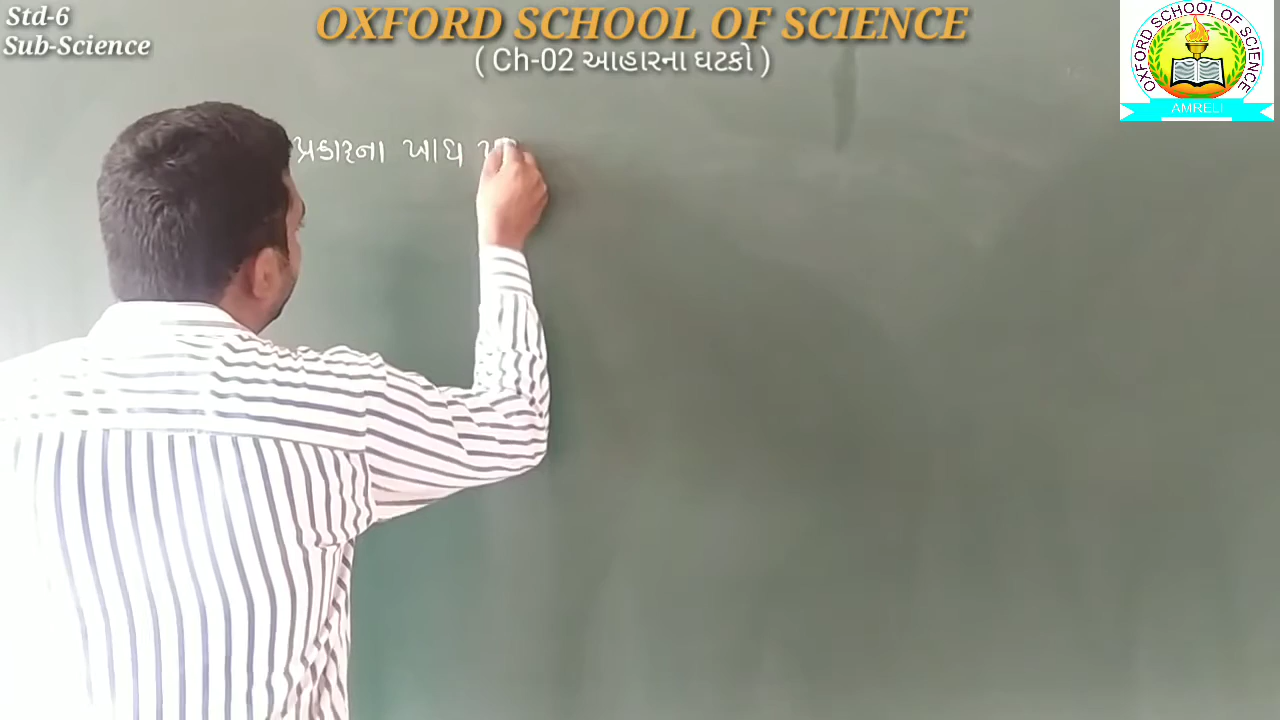 Std-6
Sub-Science
OXFORD SCHOOL OF SCIENCE
( Ch-02 આહારના ઘટકો )
OXFORD SCHOOL OF SCIENCE
AMRELI
પ્રકારના ખાધ